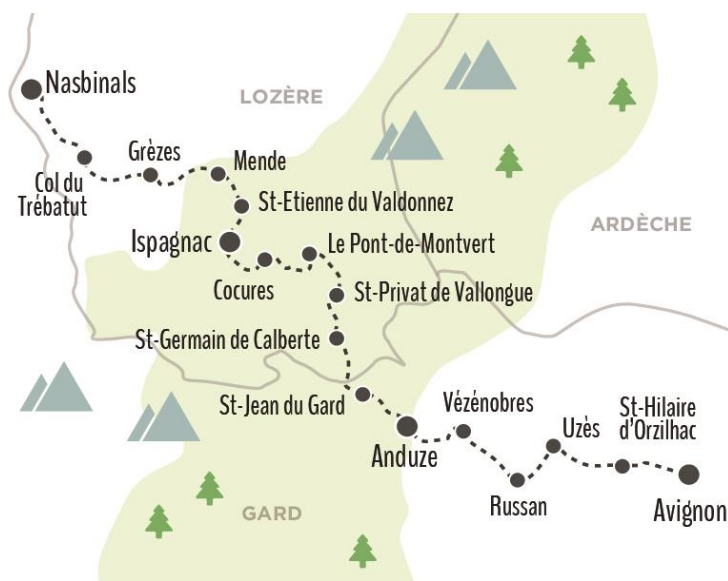 Nasbinals
LOZÈRE
Grèzes
Mende
Col du
Trébatut
St-Etienne du Valdonnez
ARDÈCHE
Ispagnac
Le Pont-de-Montvert
Cocures
St-Privat de Vallongue
St-Germain de Calberte
St-Jean du Gard
Vézénobres
St-Hilaire
d'Orzilhac
Uzès
Anduze
Russan
Avignon
GARD